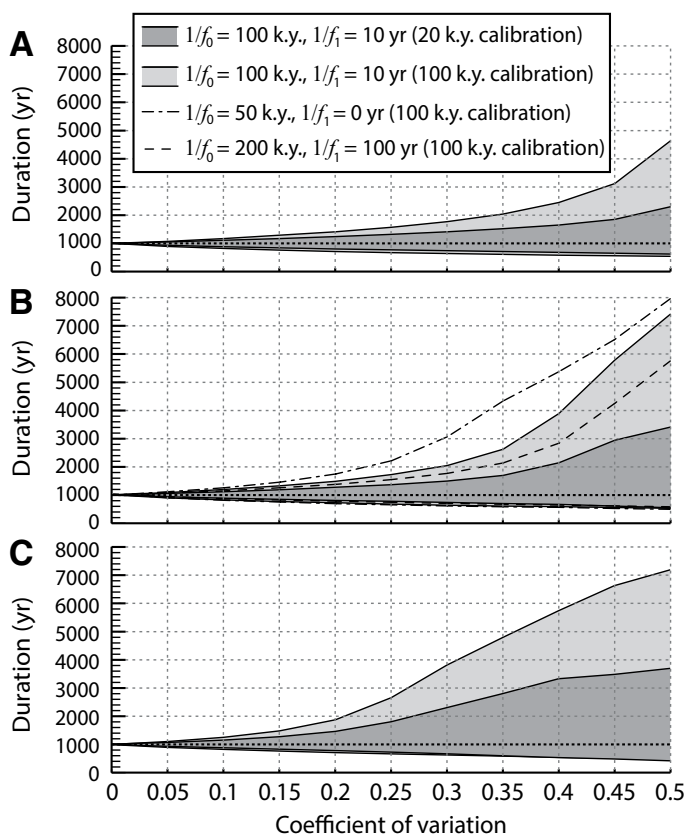 A
1/f0 = 100 k.y., 1/f1 = 10 yr (20 k.y. calibration)
1/f0 = 100 k.y., 1/f1 = 10 yr (100 k.y. calibration)
1/f0 = 50 k.y., 1/f1 = 0 yr (100 k.y. calibration)
1/f0 = 200 k.y., 1/f1 = 100 yr (100 k.y. calibration)
Duration (yr)
8000
7000
6000
5000
4000
3000
2000
1000
0
B
Duration (yr)
8000
7000
6000
5000
4000
3000
2000
1000
0
C
Duration (yr)
8000
7000
6000
5000
4000
3000
2000
1000
0
0 0.05 0.1 0.15 0.2 0.25 0.3 0.35 0.4 0.45 0.5
Coefficient of variation